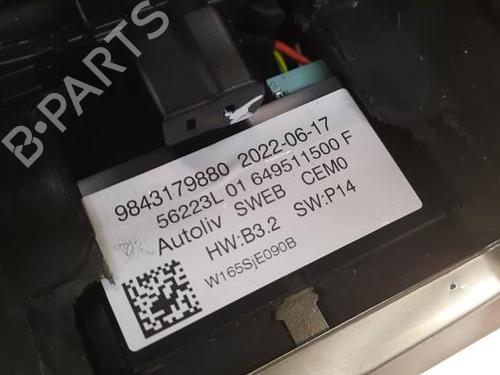 B-PARTS
9843179880 2022-06-17
56223L 01 649511500 F
Autoliv SWEB CEM0
HW:B3.2 SW:P14
W165SjE090B